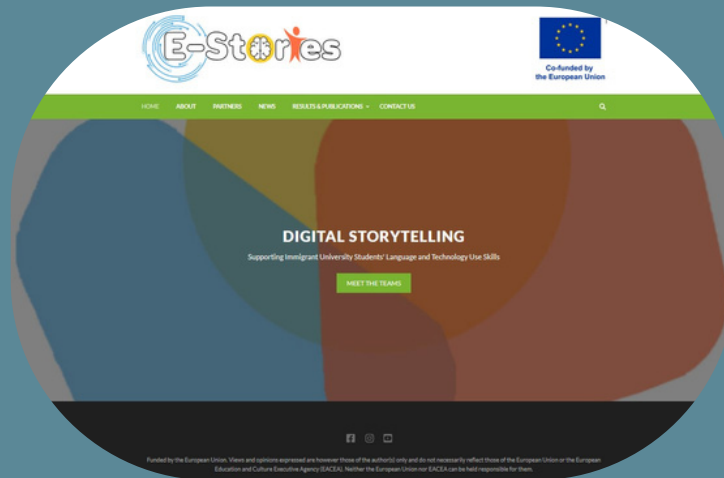 E-Stories
Co-funded by
the European Union
HOME ABOUT PARTNERS NEWS RESULTS & PUBLICATIONS CONTACT US
DIGITAL STORYTELLING
Supporting Immigrant University Students' Language and Technology Use Skills
MEET THE TEAMS
Funded by the European Union. Views and opinions expressed are however those of the author(s) only and do not necessarily reflect those of the European Union or the European
Education and Culture Executive Agency (EACEA). Neither the European Union nor EACEA can be held responsible for them.